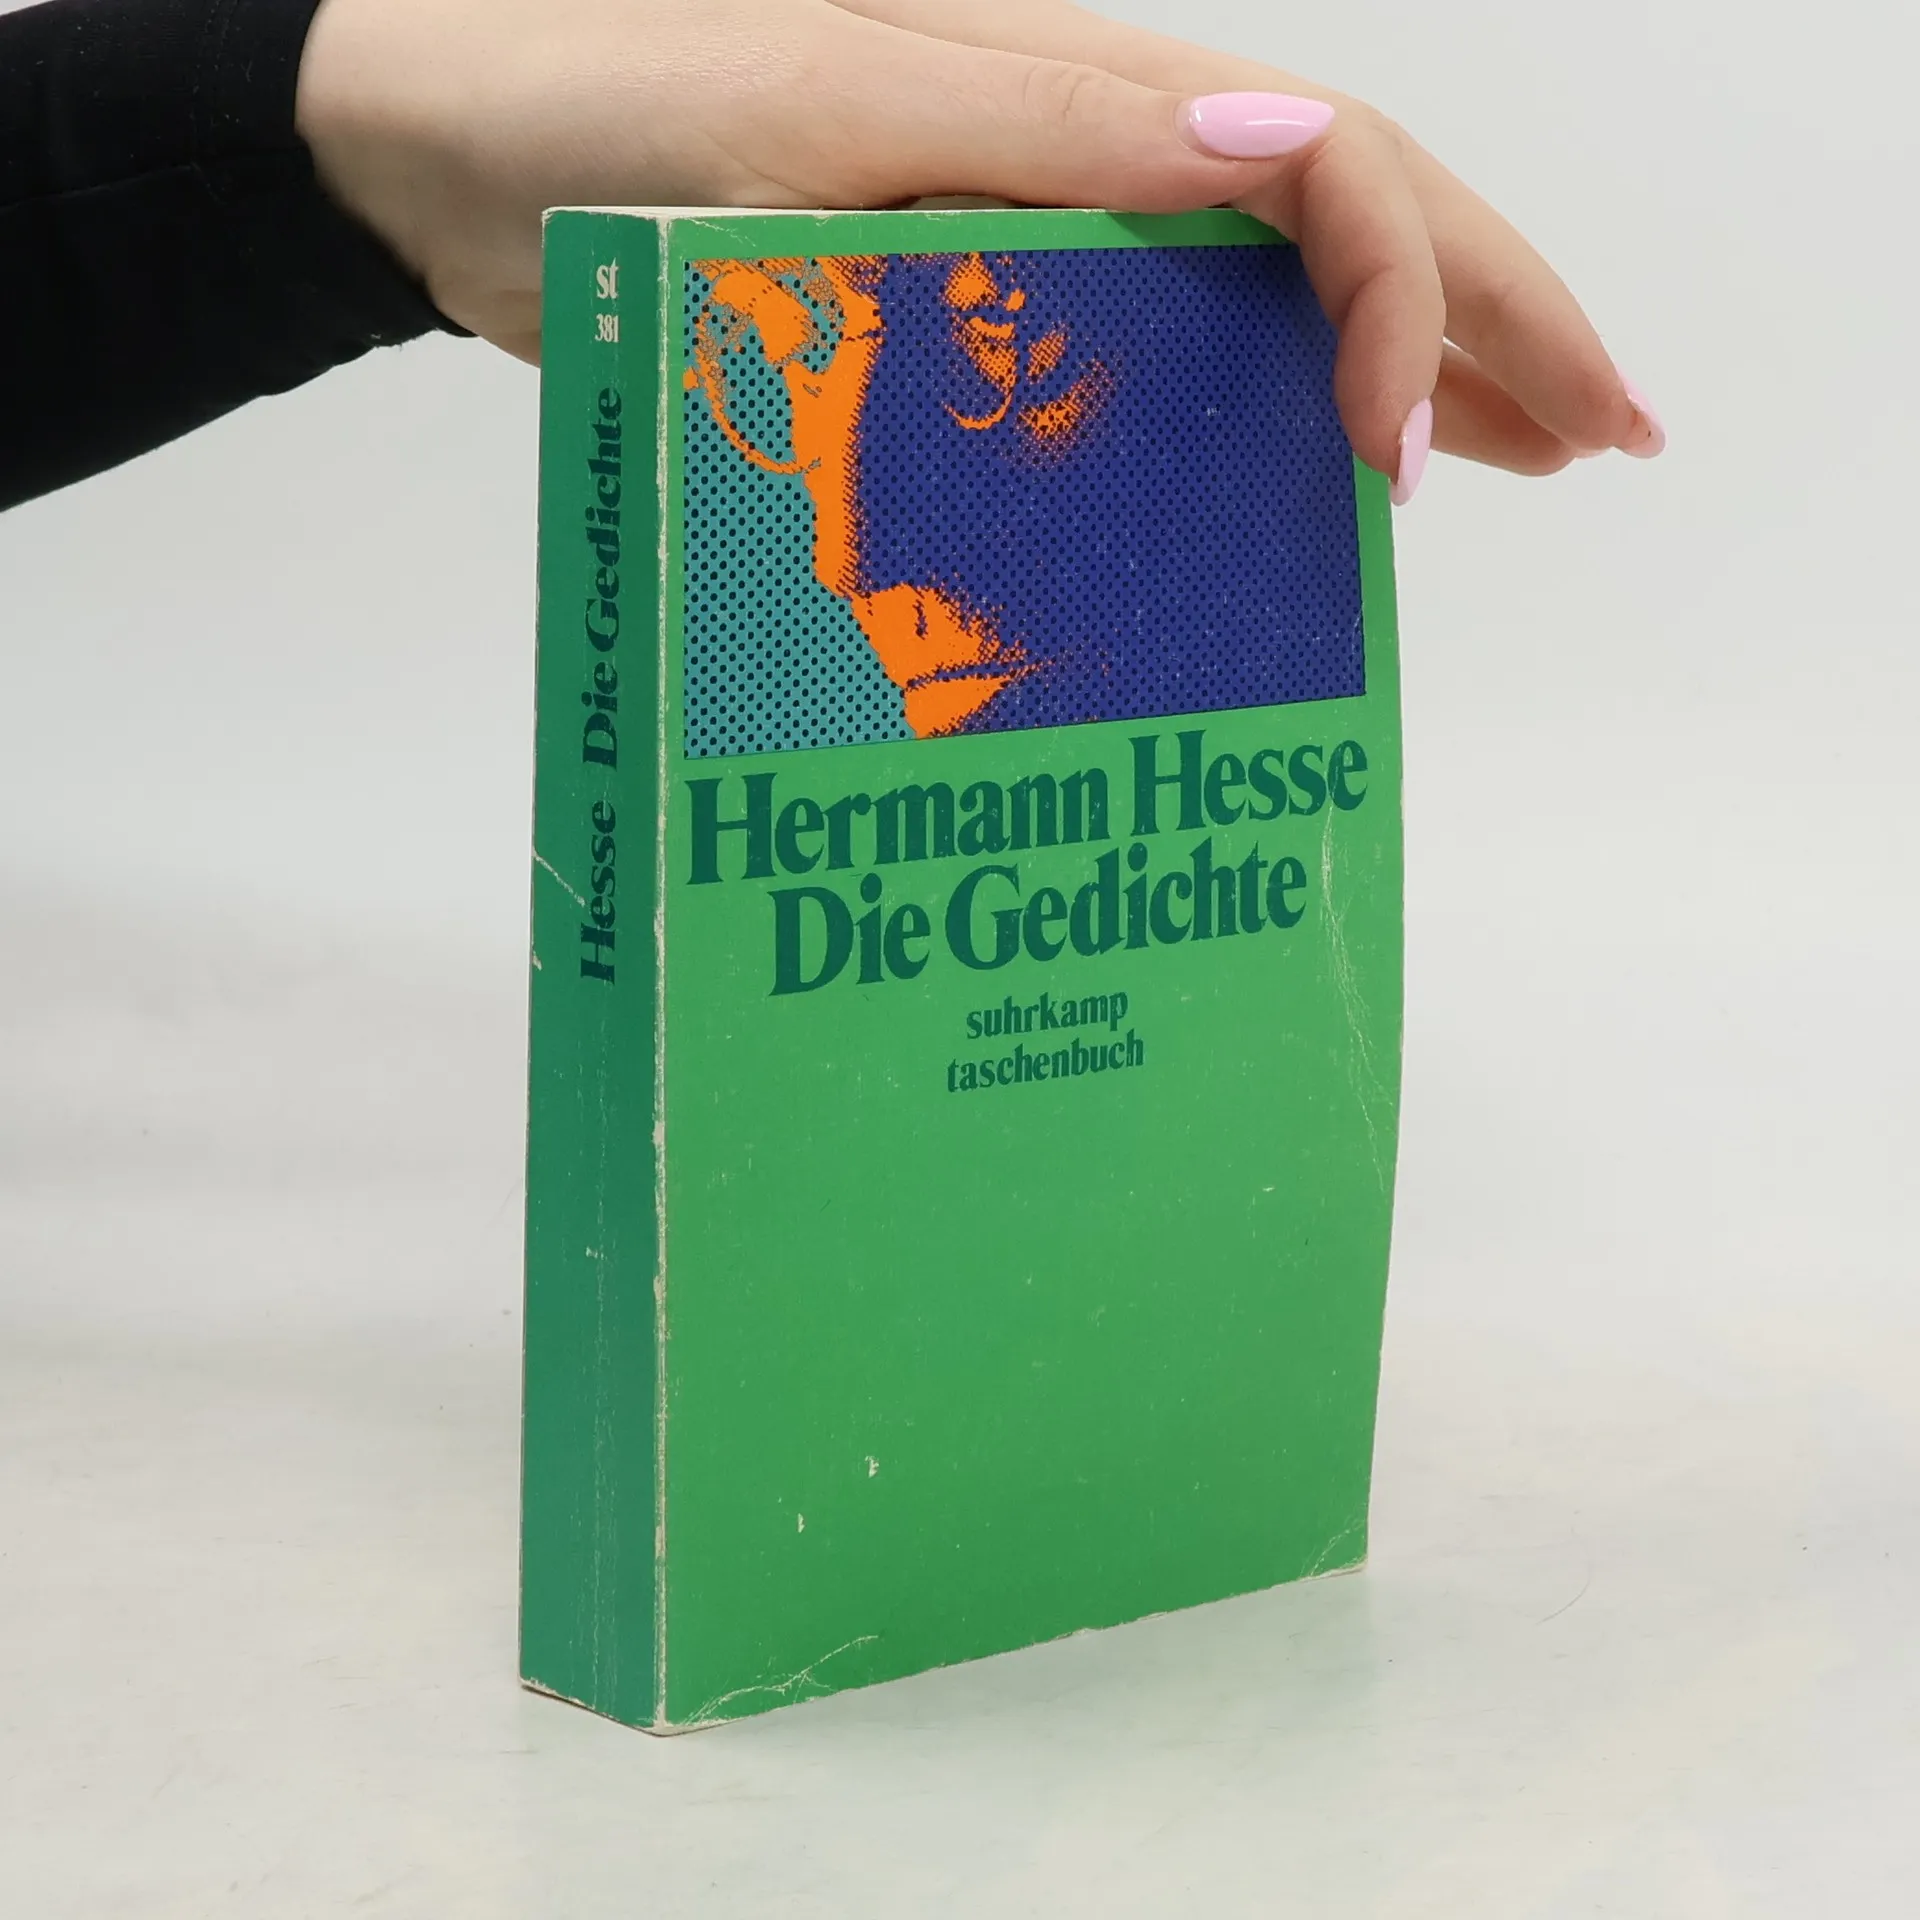 st
381
Hesse Die Gedichte
Hermann Hesse
Die Gedichte
suhrkamp
taschenbuch